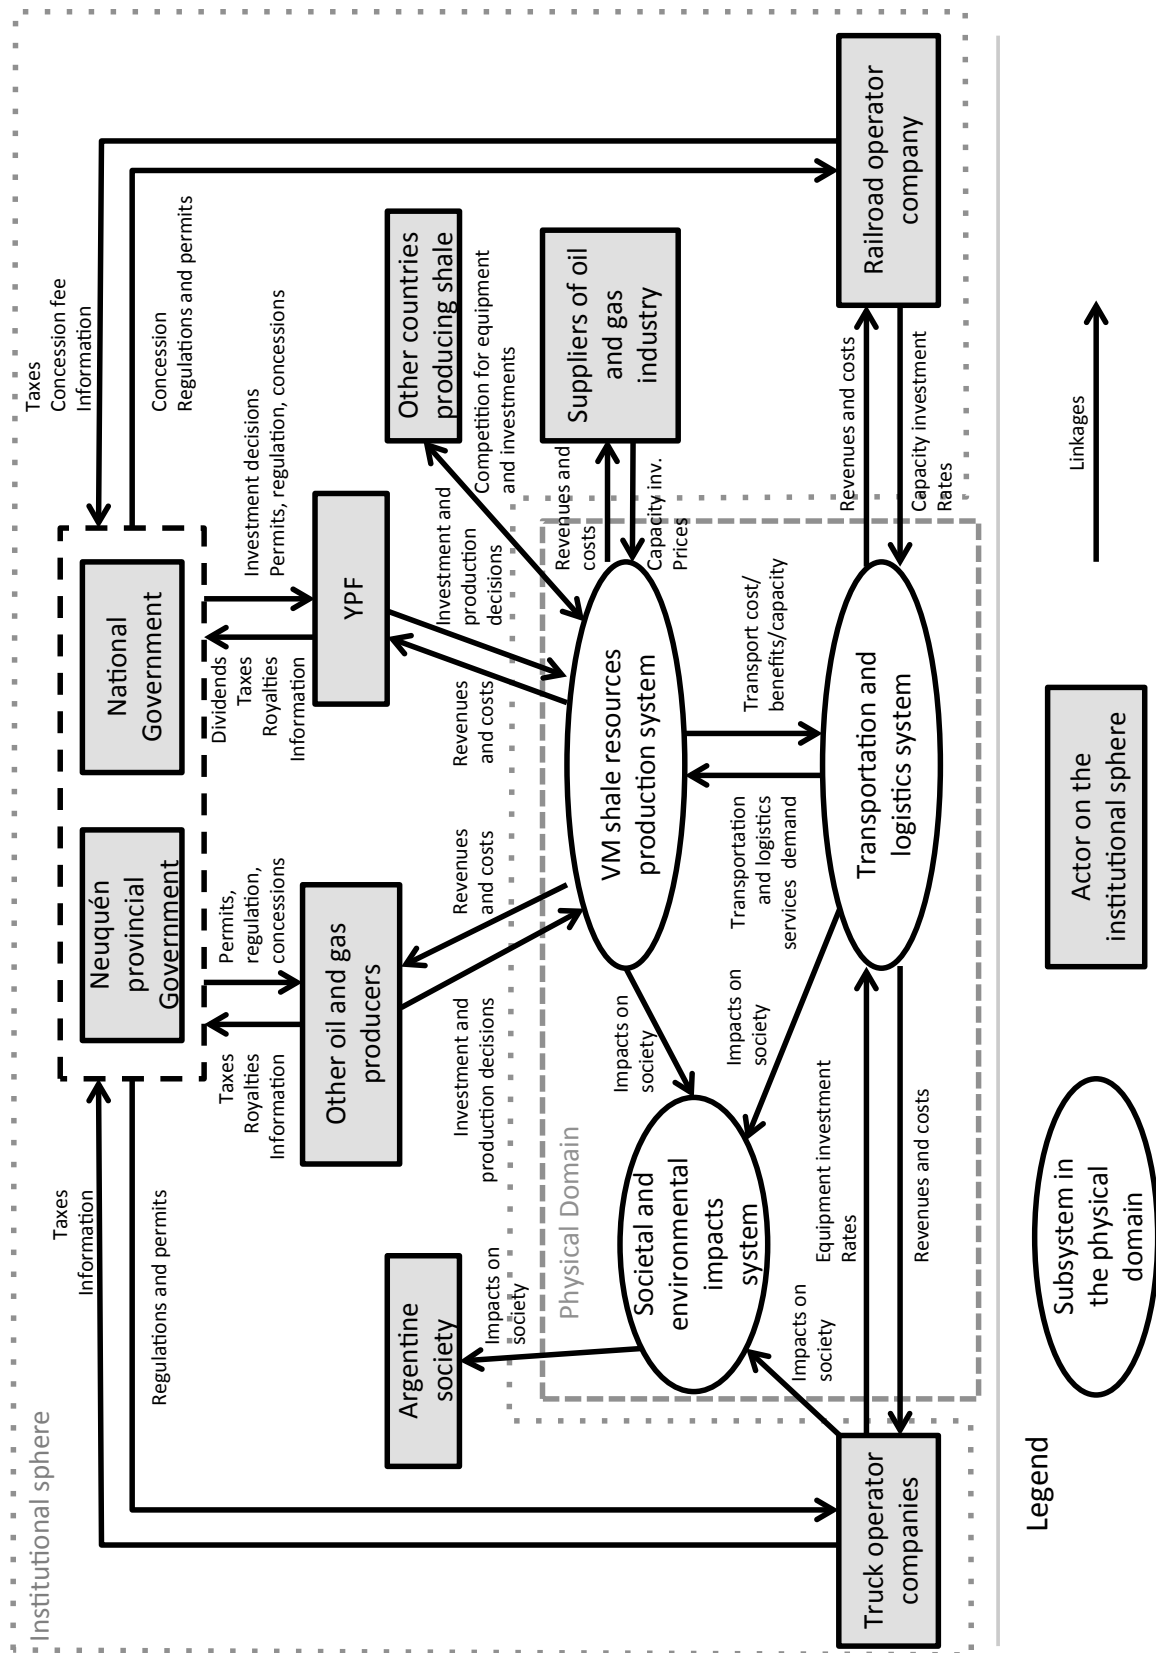 Institutional sphere
Taxes
Information
Regulations and permits
Neuquén
provincial
Government
National
Government
Taxes
Concession fee
Information
Concession
Regulations and permits
Taxes
Royalties
Information
Permits,
regulation,
concessions
Dividends
Taxes
Royalties
Information
Investment decisions
Permits, regulation, concessions
Argentine
society
Other oil and gas
producers
YPF
Other countries
producing shale
Impacts on
society
Investment and
production decisions
Revenues
and costs
Revenues
and costs
Investment and
production
decisions
Competition for equipment
and investments
Physical Domain
Suppliers of oil
and gas
industry
Revenues and
costs
Capacity inv.
Prices
VM shale resources
production system
Impacts on
society
Societal and
environmental
impacts
system
Impacts on
society
Transportation
and logistics
services demand
Transport cost/
benefits/capacity
Impacts on
society
Equipment investment
Rates
Revenues and costs
Transportation and
logistics system
Revenues and costs
Capacity investment
Rates
Truck operator
companies
Railroad operator
company
Legend
Subsystem in
the physical
domain
Actor on the
institutional sphere
Linkages